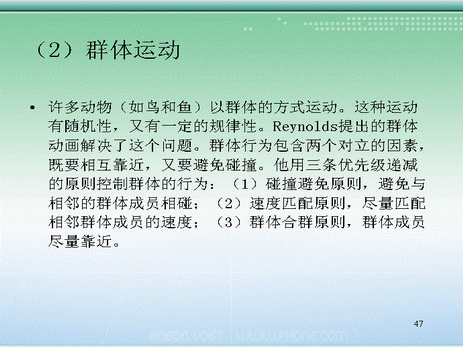 （2）群体运动
• 许多动物（如鸟和鱼）以群体的方式运动。这种运动
有随机性，又有一定的规律性。Reynolds提出的群体
动画解决了这个问题。群体行为包含两个对立的因素，
既要相互靠近，又要避免碰撞。他用三条优先级递减
的原则控制群体的行为：（1）碰撞避免原则，避免与
相邻的群体成员相碰；（2）速度匹配原则，尽量匹配
相邻群体成员的速度；（3）群体合群原则，群体成员
尽量靠近。
47